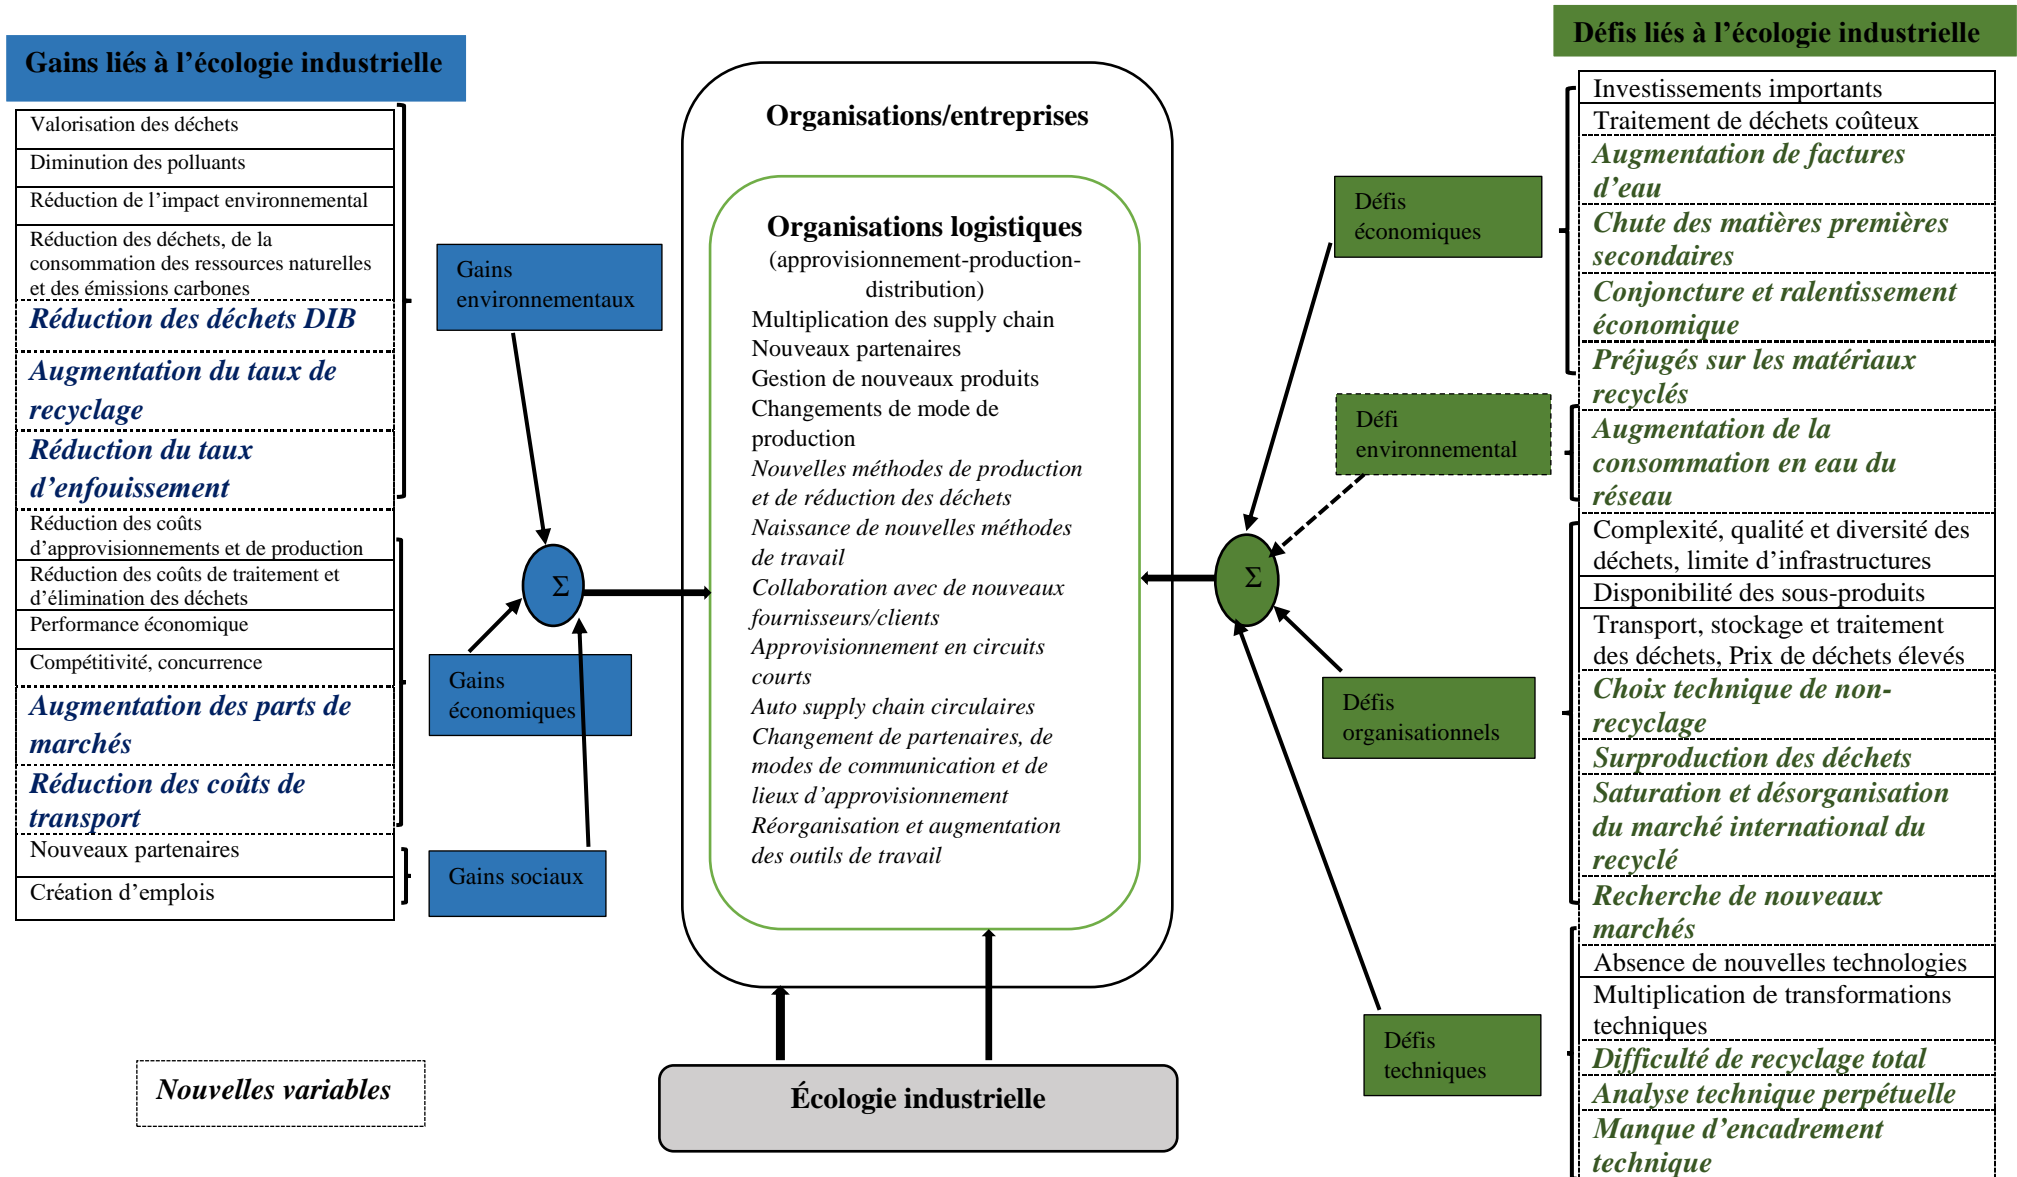 Gains liés à l’écologie industrielle
Valorisation des déchets
Diminution des polluants
Réduction de l’impact environnemental
Réduction des déchets, de la
consommation des ressources naturelles
et des émissions carbones
Réduction des déchets DIB
Augmentation du taux de
recyclage
Réduction du taux
d’enfouissement
Réduction des coûts
d’approvisionnements et de production
Réduction des coûts de traitement et
d’élimination des déchets
Performance économique
Compétitivité, concurrence
Augmentation des parts de
marchés
Réduction des coûts de
transport
Nouveaux partenaires
Création d’emplois
Nouvelles variables
Gains
environnementaux
Σ
Gains
économiques
Gains sociaux
Organisations/entreprises
Organisations logistiques
(approvisionnement-production-
distribution)
Multiplication des supply chain
Nouveaux partenaires
Gestion de nouveaux produits
Changements de mode de
production
Nouvelles méthodes de production
et de réduction des déchets
Naissance de nouvelles méthodes
de travail
Collaboration avec de nouveaux
fournisseurs/clients
Approvisionnement en circuits
courts
Auto supply chain circulaires
Changement de partenaires, de
modes de communication et de
lieux d’approvisionnement
Réorganisation et augmentation
des outils de travail
Écologie industrielle
Défis
économiques
Défi
environnemental
Σ
Défis
organisationnels
Défis
techniques
Défis liés à l’écologie industrielle
Investissements importants
Traitement de déchets coûteux
Augmentation de factures
d’eau
Chute des matières premières
secondaires
Conjoncture et ralentissement
économique
Préjugés sur les matériaux
recyclés
Augmentation de la
consommation en eau du
réseau
Complexité, qualité et diversité des
déchets, limite d’infrastructures
Disponibilité des sous-produits
Transport, stockage et traitement
des déchets, Prix de déchets élevés
Choix technique de non-
recyclage
Surproduction des déchets
Saturation et désorganisation
du marché international du
recyclé
Recherche de nouveaux
marchés
Absence de nouvelles technologies
Multiplication de transformations
techniques
Difficulté de recyclage total
Analyse technique perpétuelle
Manque d’encadrement
technique